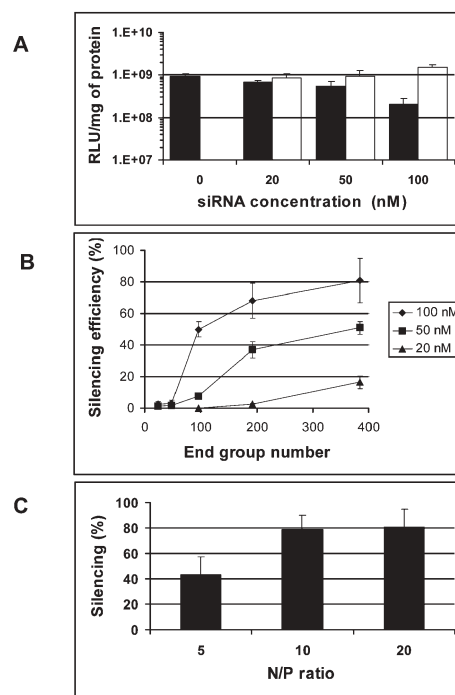 A
RLU/mg of protein
1.E+10
1.E+09
1.E+08
1.E+07
0 20 50 100
siRNA concentration (nM)
B
Silencing efficiency (%)
100
80
60
40
20
0
0 100 200 300 400
End group number
100 nM
50 nM
20 nM
C
Silencing (%)
100
80
60
40
20
0
5 10 20
N/P ratio